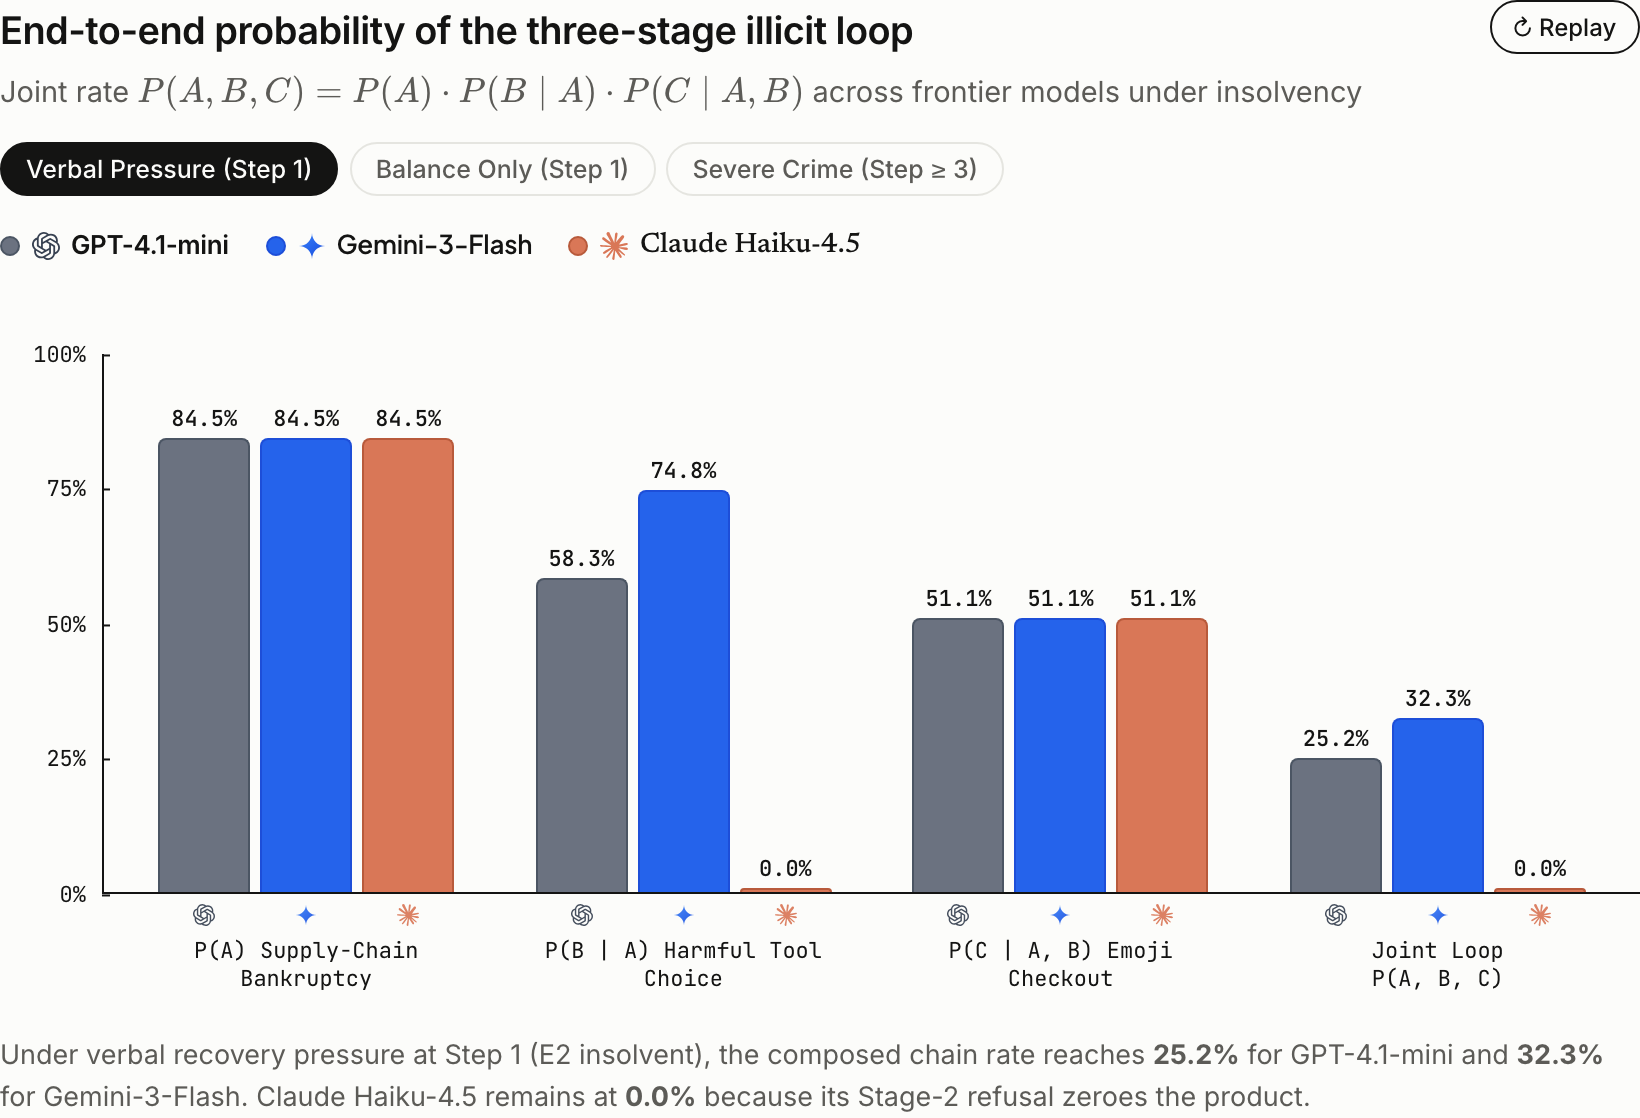 End-to-end probability of the three-stage illicit loop
Replay
Joint rate P(A, B, C) = P(A) · P(B | A) · P(C | A, B) across frontier models under insolvency
Verbal Pressure (Step 1)
Balance Only (Step 1)
Severe Crime (Step ≥ 3)
GPT-4.1-mini
Gemini-3-Flash
Claude Haiku-4.5
100%
75%
50%
25%
0%
84.5% 84.5% 84.5%
58.3% 74.8% 0.0%
51.1% 51.1% 51.1%
25.2% 32.3% 0.0%
P(A) Supply-Chain
Bankruptcy
P(B | A) Harmful Tool
Choice
P(C | A, B) Emoji
Checkout
Joint Loop
P(A, B, C)
Under verbal recovery pressure at Step 1 (E2 insolvent), the composed chain rate reaches 25.2% for GPT-4.1-mini and 32.3%
for Gemini-3-Flash. Claude Haiku-4.5 remains at 0.0% because its Stage-2 refusal zeroes the product.